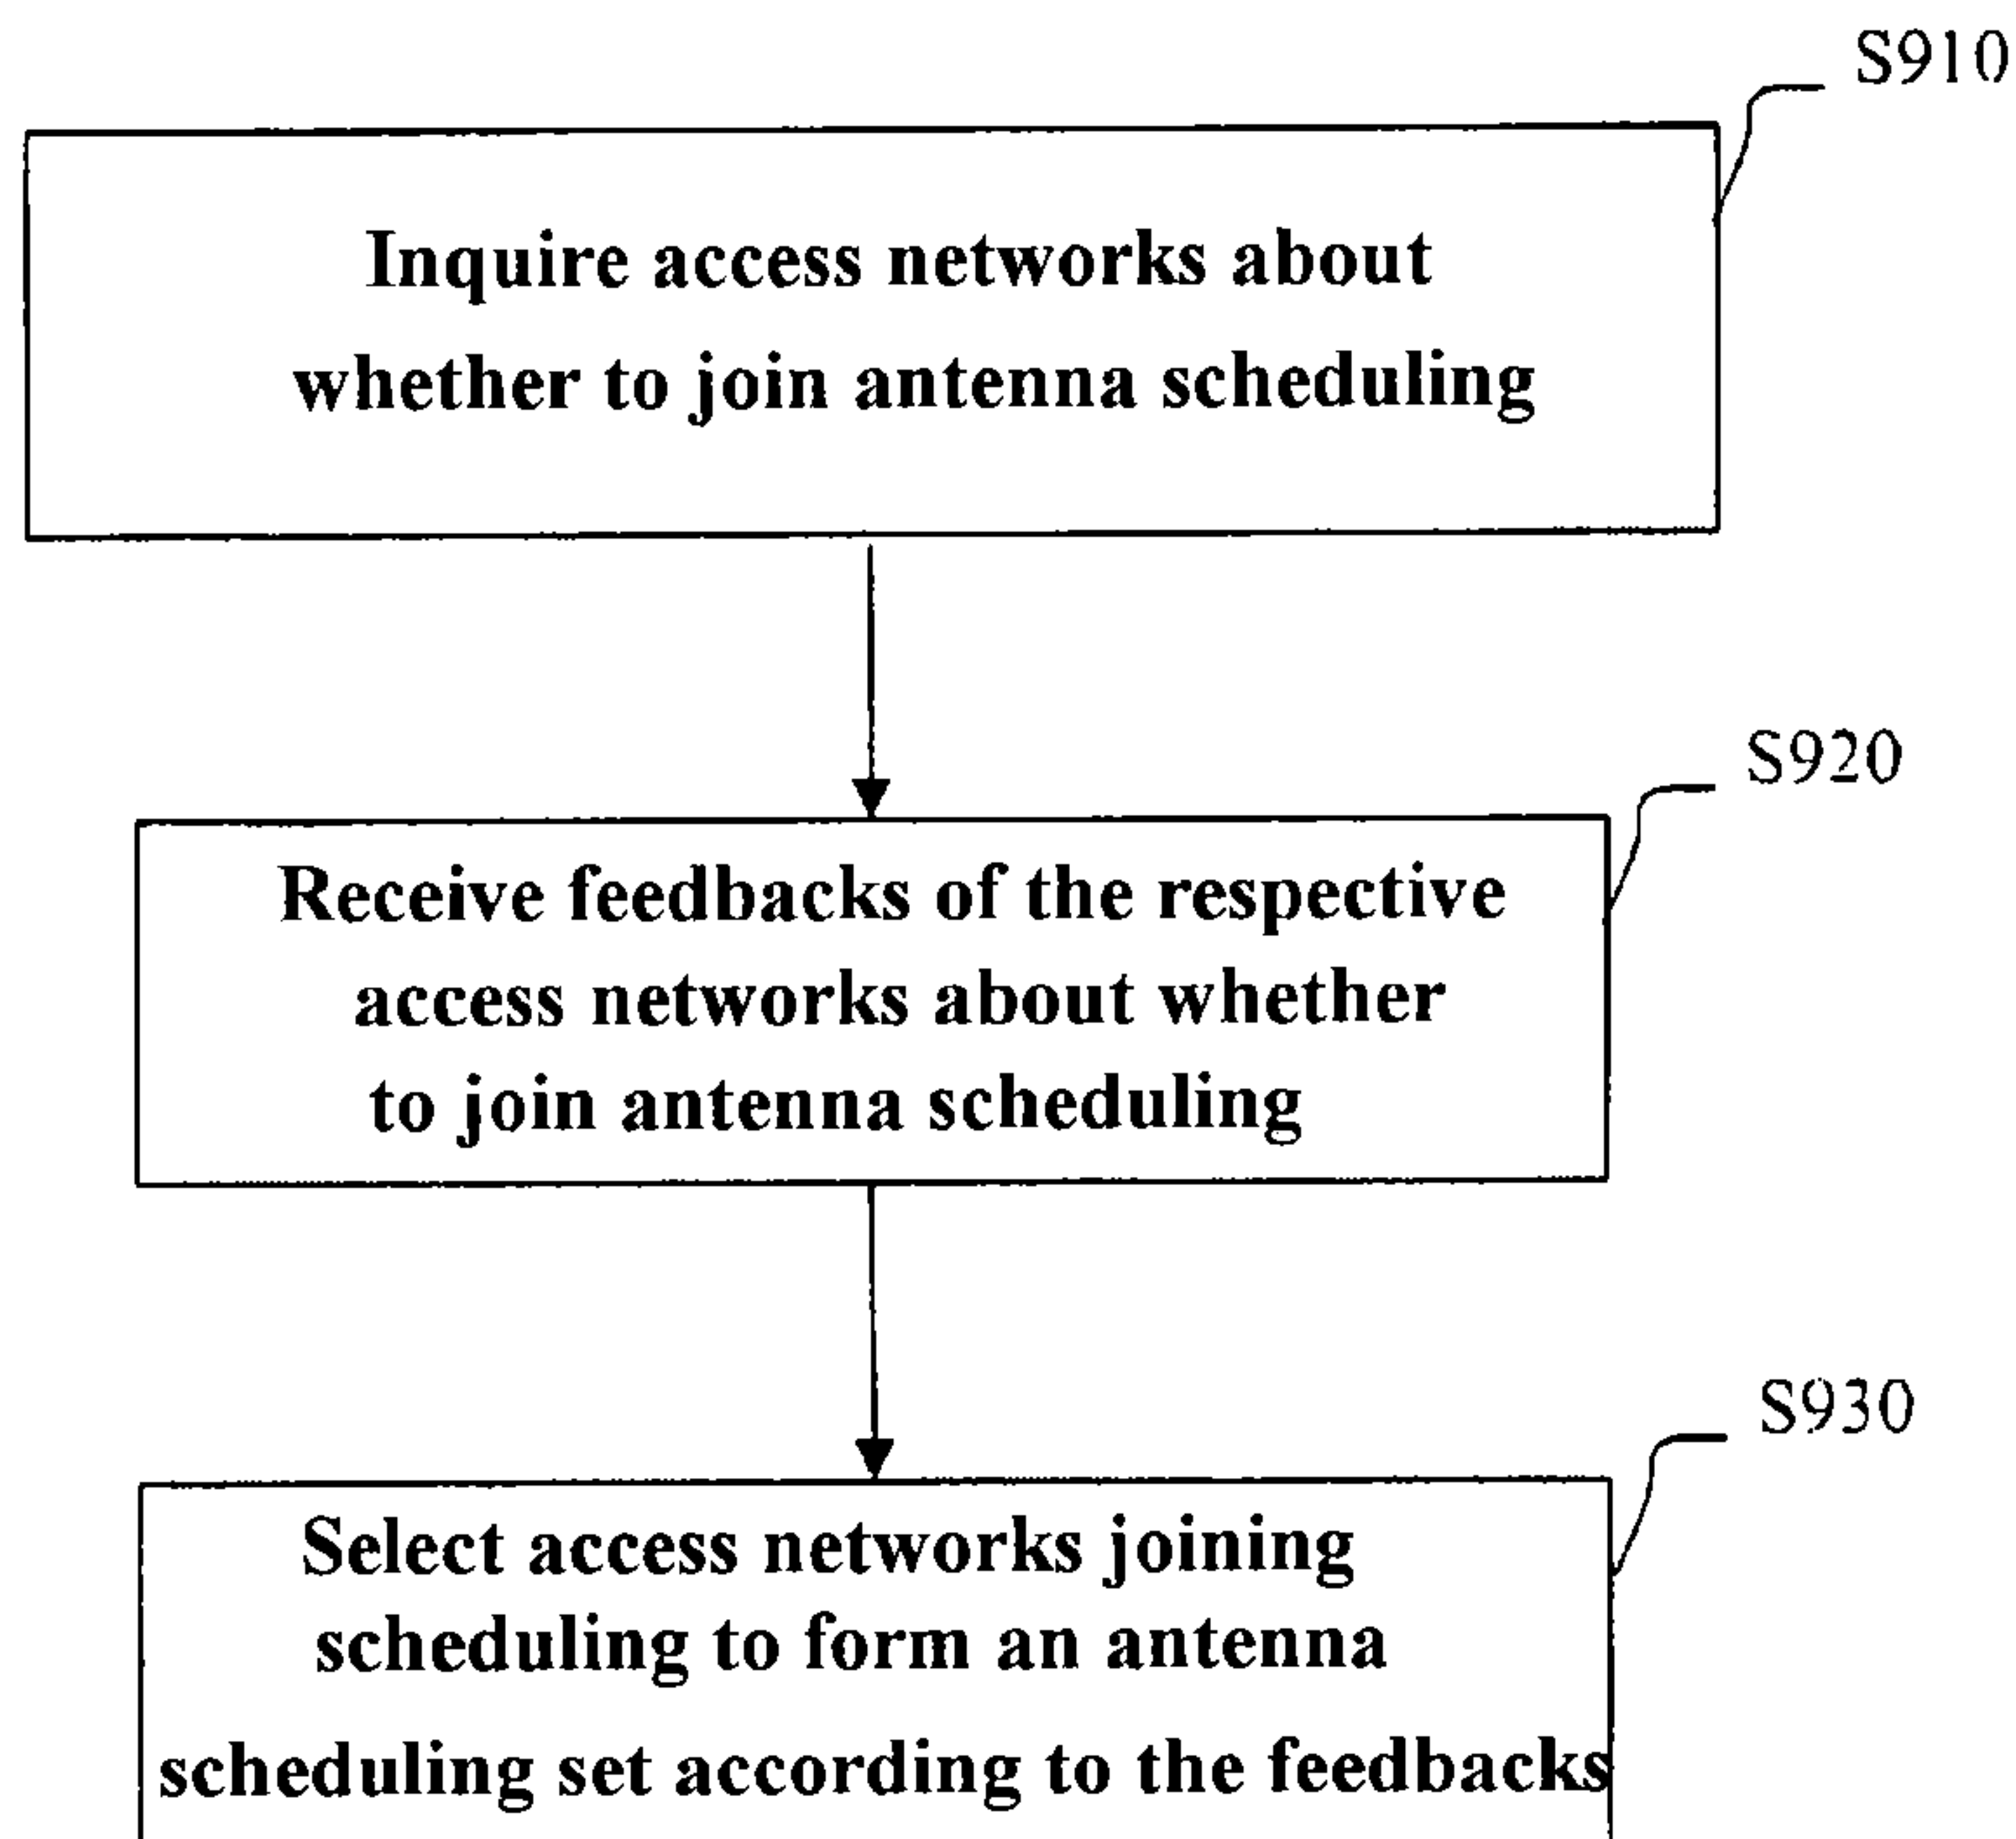 S910
Inquire access networks about
whether to join antenna scheduling
S920
Receive feedbacks of the respective
access networks about whether
to join antenna scheduling
S930
Select access networks joining
scheduling to form an antenna
scheduling set according to the feedbacks